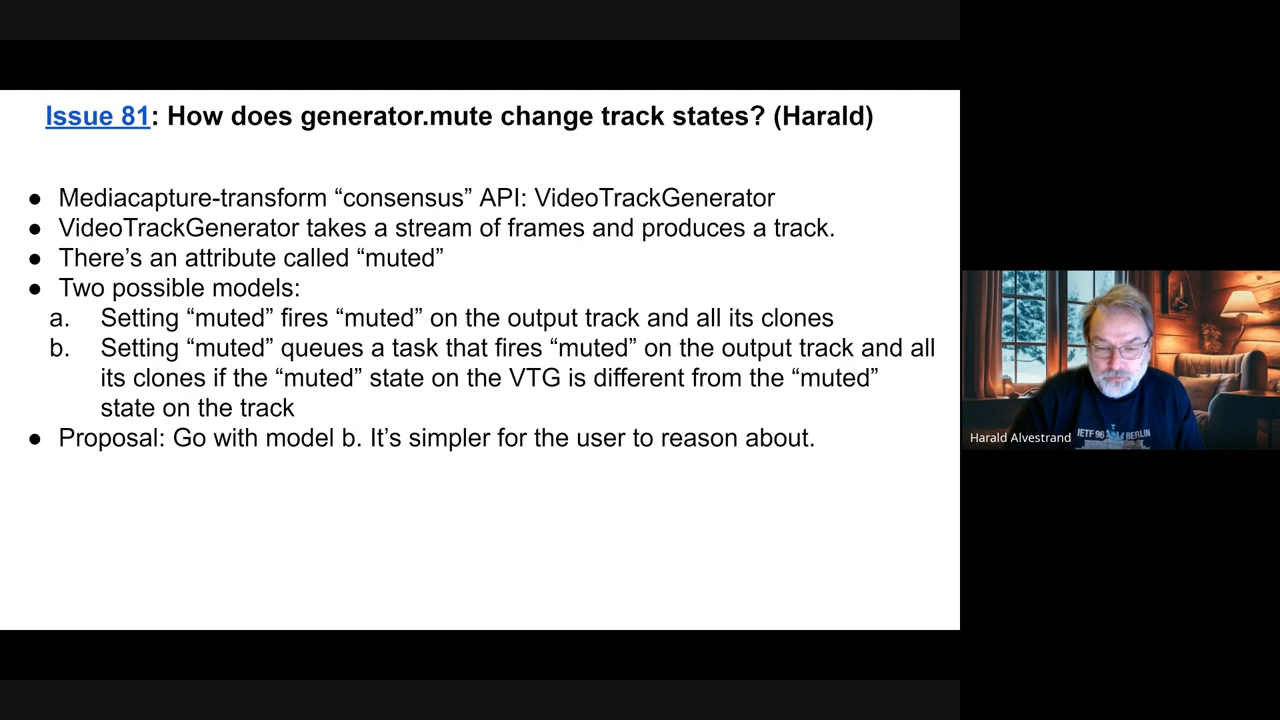 Issue 81: How does generator.mute change track states? (Harald)
● Mediacapture-transform “consensus” API: VideoTrackGenerator
● VideoTrackGenerator takes a stream of frames and produces a track.
● There’s an attribute called “muted”
● Two possible models:
a. Setting “muted” fires “muted” on the output track and all its clones
b. Setting “muted” queues a task that fires “muted” on the output track and all
its clones if the “muted” state on the VTG is different from the “muted”
state on the track
● Proposal: Go with model b. It’s simpler for the user to reason about.
IETF 96 BERLIN
Harald Alvestrand